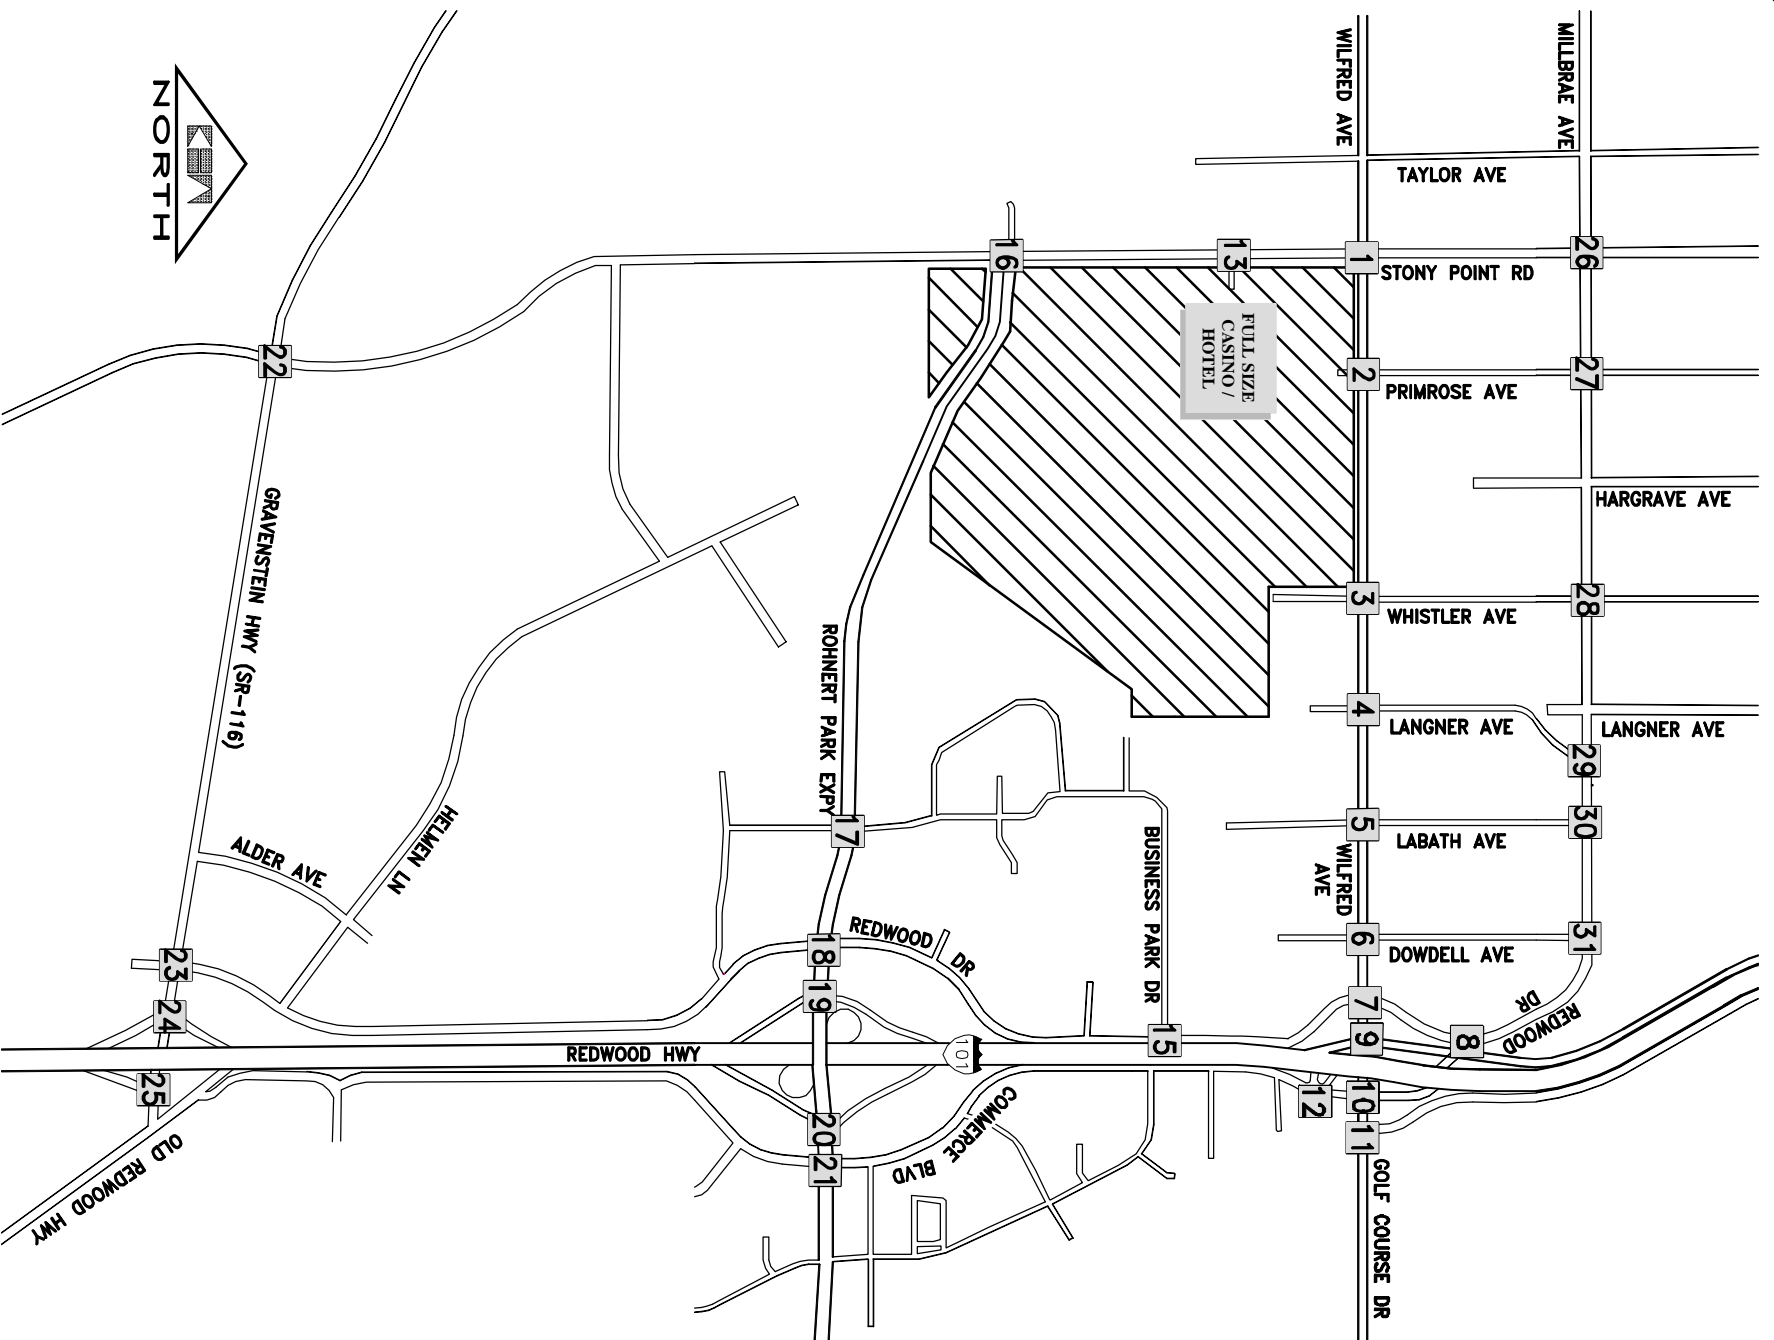 WILFRED AVE
MILLBRAE AVE
TAYLOR AVE
NORTH
16
13
1
26
STONY POINT RD
22
FULL SIZE
CASINO /
HOTEL
2
27
PRIMROSE AVE
HARGRAVE AVE
GRAVENSTEIN HWY (SR-116)
3
28
WHISTLER AVE
ROHNERT PARK EXPY
4
LANGNER AVE
LANGNER AVE
29
17
5
30
LABATH AVE
HELMEN LN
ALDER AVE
BUSINESS PARK DR
WILFRED
AVE
18
REDWOOD DR
6
31
DOWDELL AVE
23
24
19
7
REDWOOD
DR
REDWOOD HWY
101
15
9
8
25
COMMERCE
BLVD
12
10
20
11
21
OLD REDWOOD HWY
GOLF COURSE DR